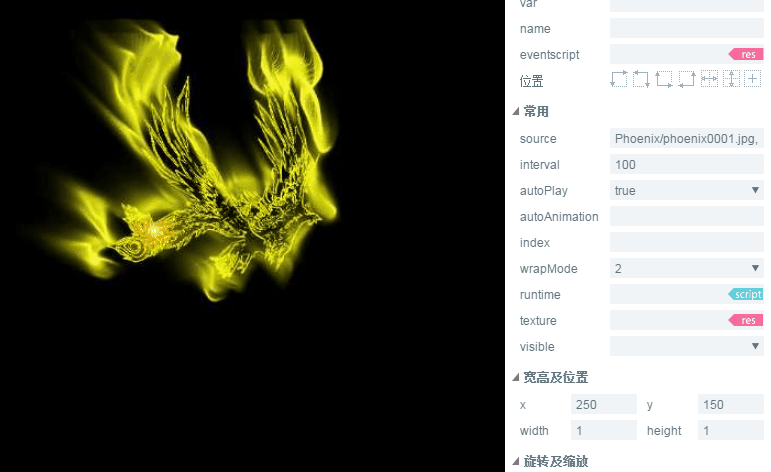 var
name
eventscript res
位置
常用
source Phoenix/phoenix0001.jpg,
interval 100
autoPlay true
autoAnimation
index
wrapMode 2
runtime script
texture res
visible
宽高及位置
x 250 y 150
width 1 height 1
旋转及缩放